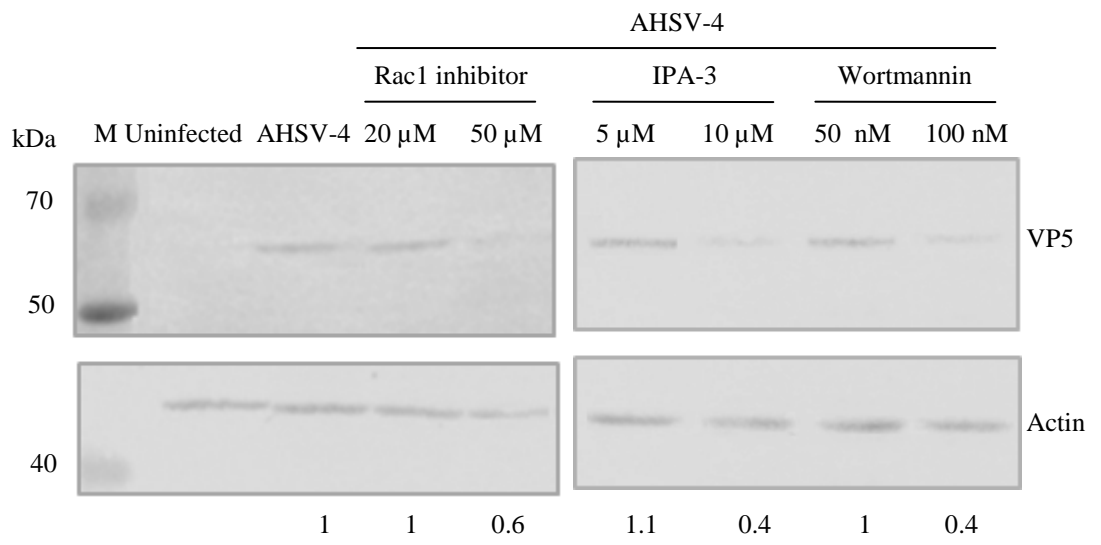 AHSV-4
Rac1 inhibitor IPA-3 Wortmannin
kDa M Uninfected AHSV-4 20 µM 50 µM 5 µM 10 µM 50 nM 100 nM
70
VP5
50
Actin
40
1 1 0.6 1.1 0.4 1 0.4